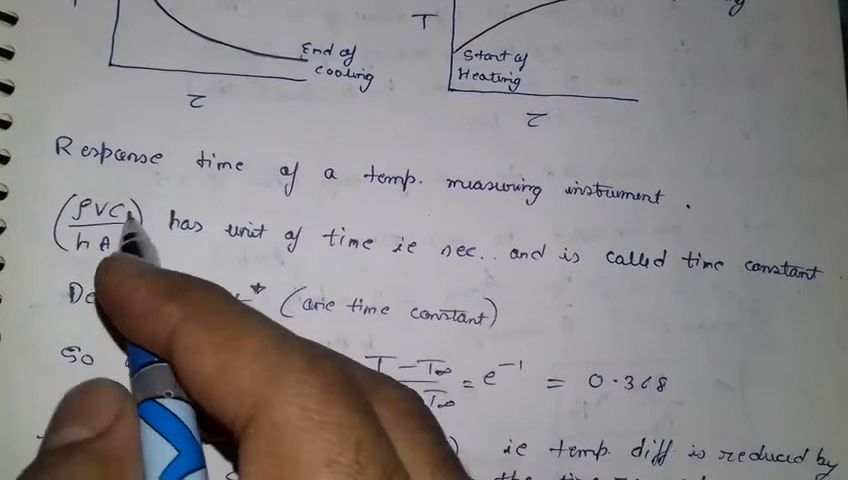 T
End of
cooling
Start of
Heating
τ
τ
Response time of a temp. measuring instrument.
(ρVC/hA) has unit of time ie sec.. and is called time constant
τ* (one time constant)
So T-T∞ = e⁻¹ = 0.368
T∞
ie temp. diff is reduced by